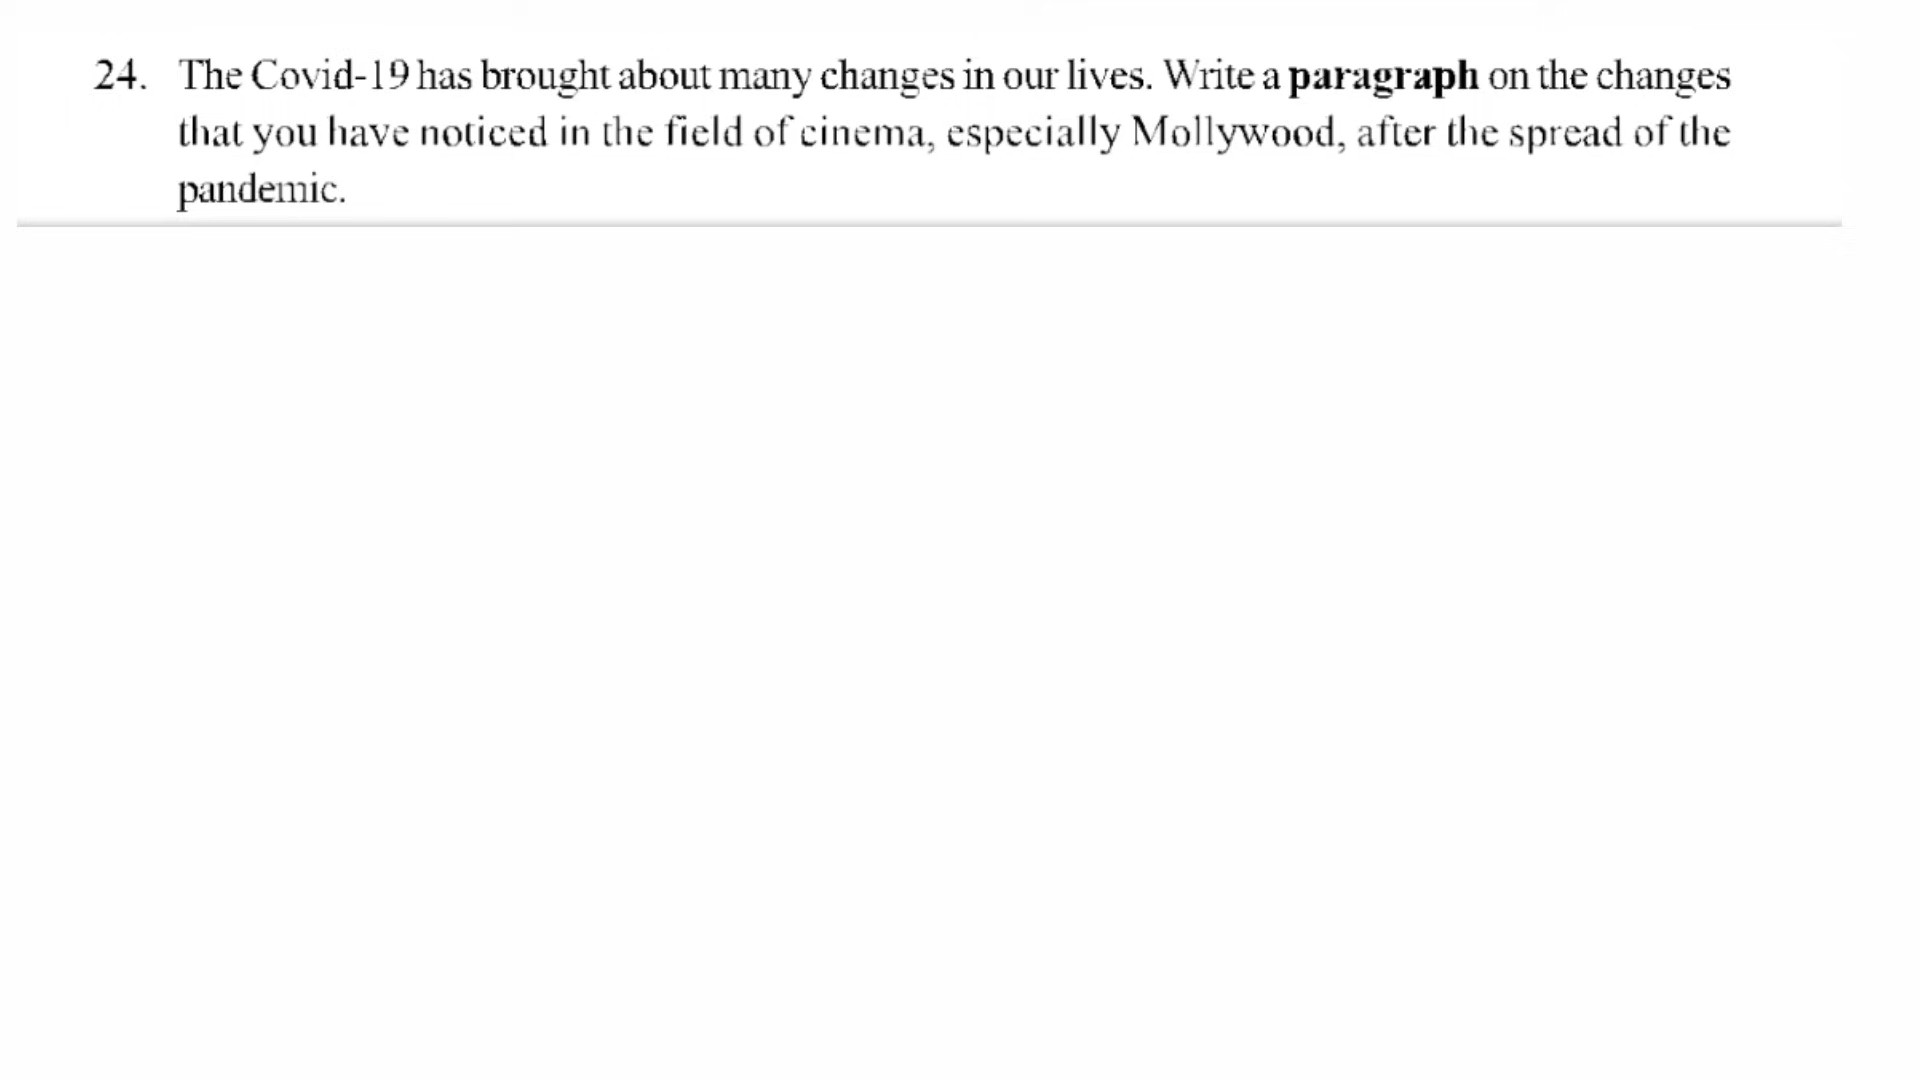 24. The Covid-19 has brought about many changes in our lives. Write a paragraph on the changes
that you have noticed in the field of cinema, especially Mollywood, after the spread of the
pandemic.